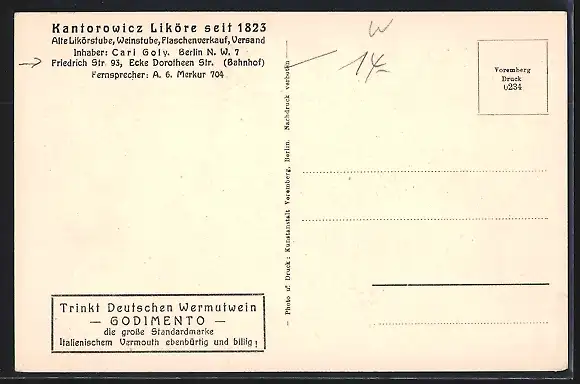 Kantorowicz Liköre seit 1823
Alte Likörstube, Weinstube, Flaschenverkauf, Versand
Inhaber: Carl Goly. Berlin N. W. 7
Friedrich Str. 93, Ecke Dorotheen Str. (Bahnhof)
Fernsprecher: A. 6. Merkur 704
W
14.-
Voremberg
Druck
0234
— Photo u. Druck: Kunstanstalt Voremberg, Berlin. Nachdruck verboten —
Trinkt Deutschen Wermutwein
— GODIMENTO —
die große Standardmarke
Italienischem Vermouth ebenbürtig und billig!